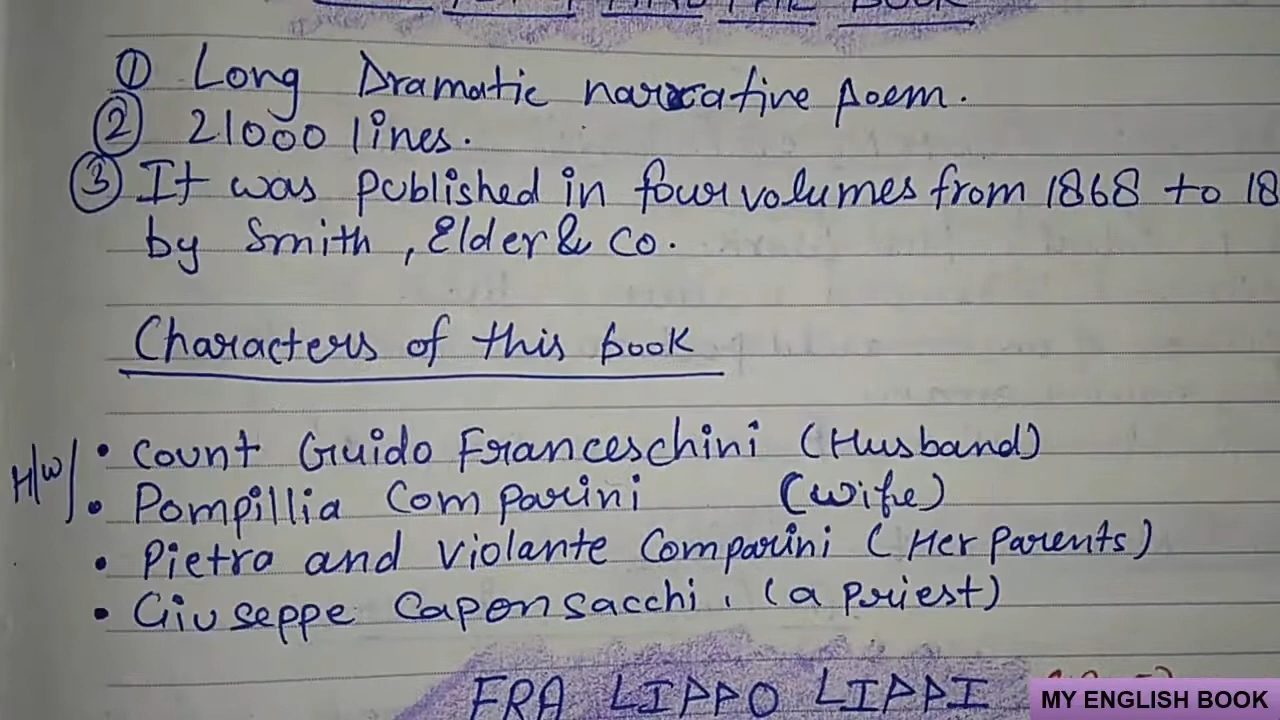 BOOK
① Long Dramatic narrative poem.
② 21000 lines.
③ It was published in four volumes from 1868 to 18
by Smith, Elder & Co.
Characters of this book
H/W
• Count Guido Franceschini (Husband)
• Pompillia Comparini (wife)
• Pietra and Violante Comparini (Her parents)
• Giuseppe Caponsacchi. (a priest)
FRA LIPPO LIPPI
MY ENGLISH BOOK